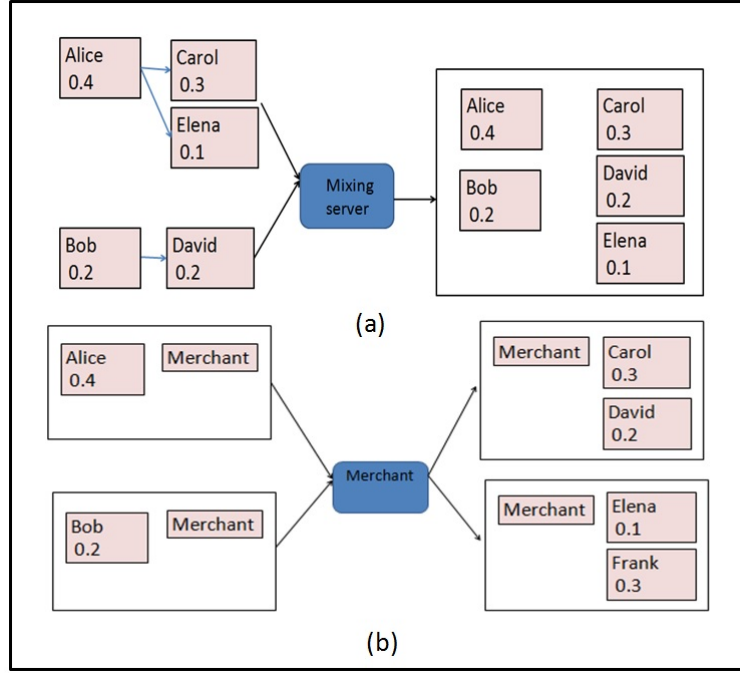 Alice
0.4
Carol
0.3
Elena
0.1
Bob
0.2
David
0.2
Mixing
server
Alice
0.4
Bob
0.2
Carol
0.3
David
0.2
Elena
0.1
(a)
Alice
0.4
Merchant
Bob
0.2
Merchant
Merchant
Merchant
Carol
0.3
David
0.2
Merchant
Elena
0.1
Frank
0.3
(b)